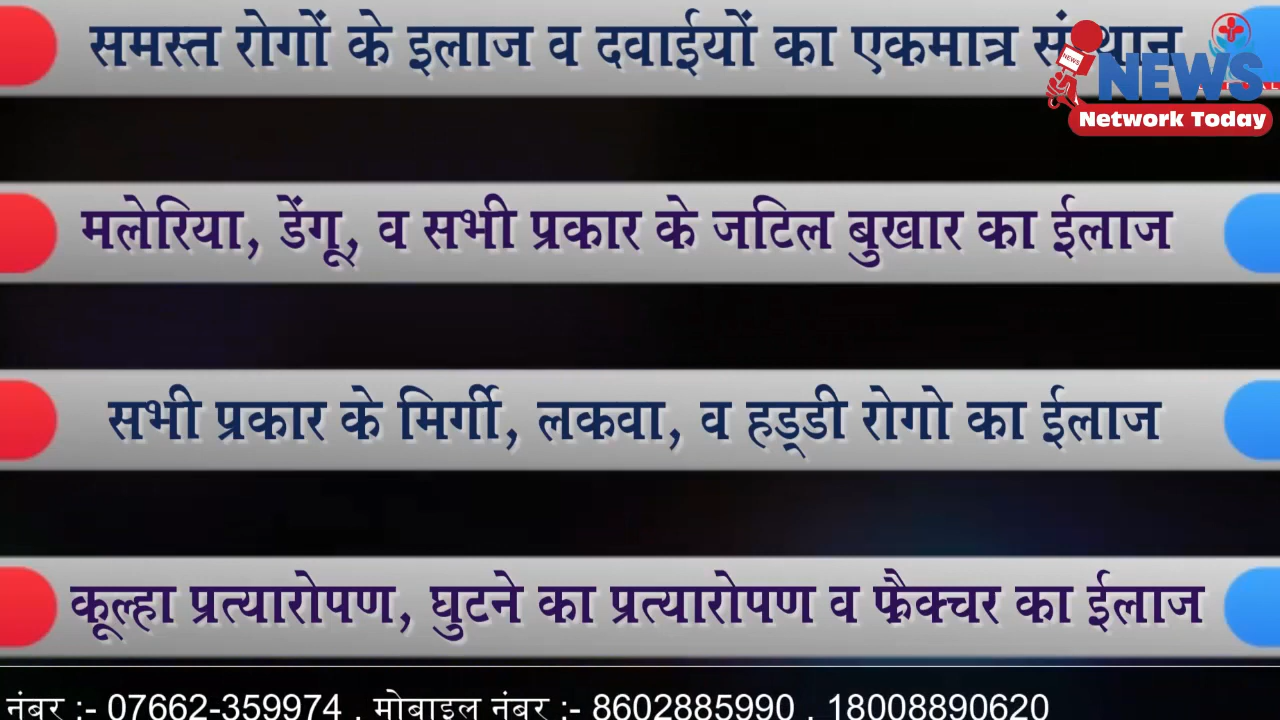 समस्त रोगों के इलाज व दवाईयों का एकमात्र संस्थान
NEWS
NEWS
Network Today
मलेरिया, डेंगू, व सभी प्रकार के जटिल बुखार का ईलाज
सभी प्रकार के मिर्गी, लकवा, व हड्डी रोगो का ईलाज
कूल्हा प्रत्यारोपण, घुटने का प्रत्यारोपण व फ्रैक्चर का ईलाज
नंबर :- 07662-359974 , मोबाइल नंबर :- 8602885990 , 18008890620